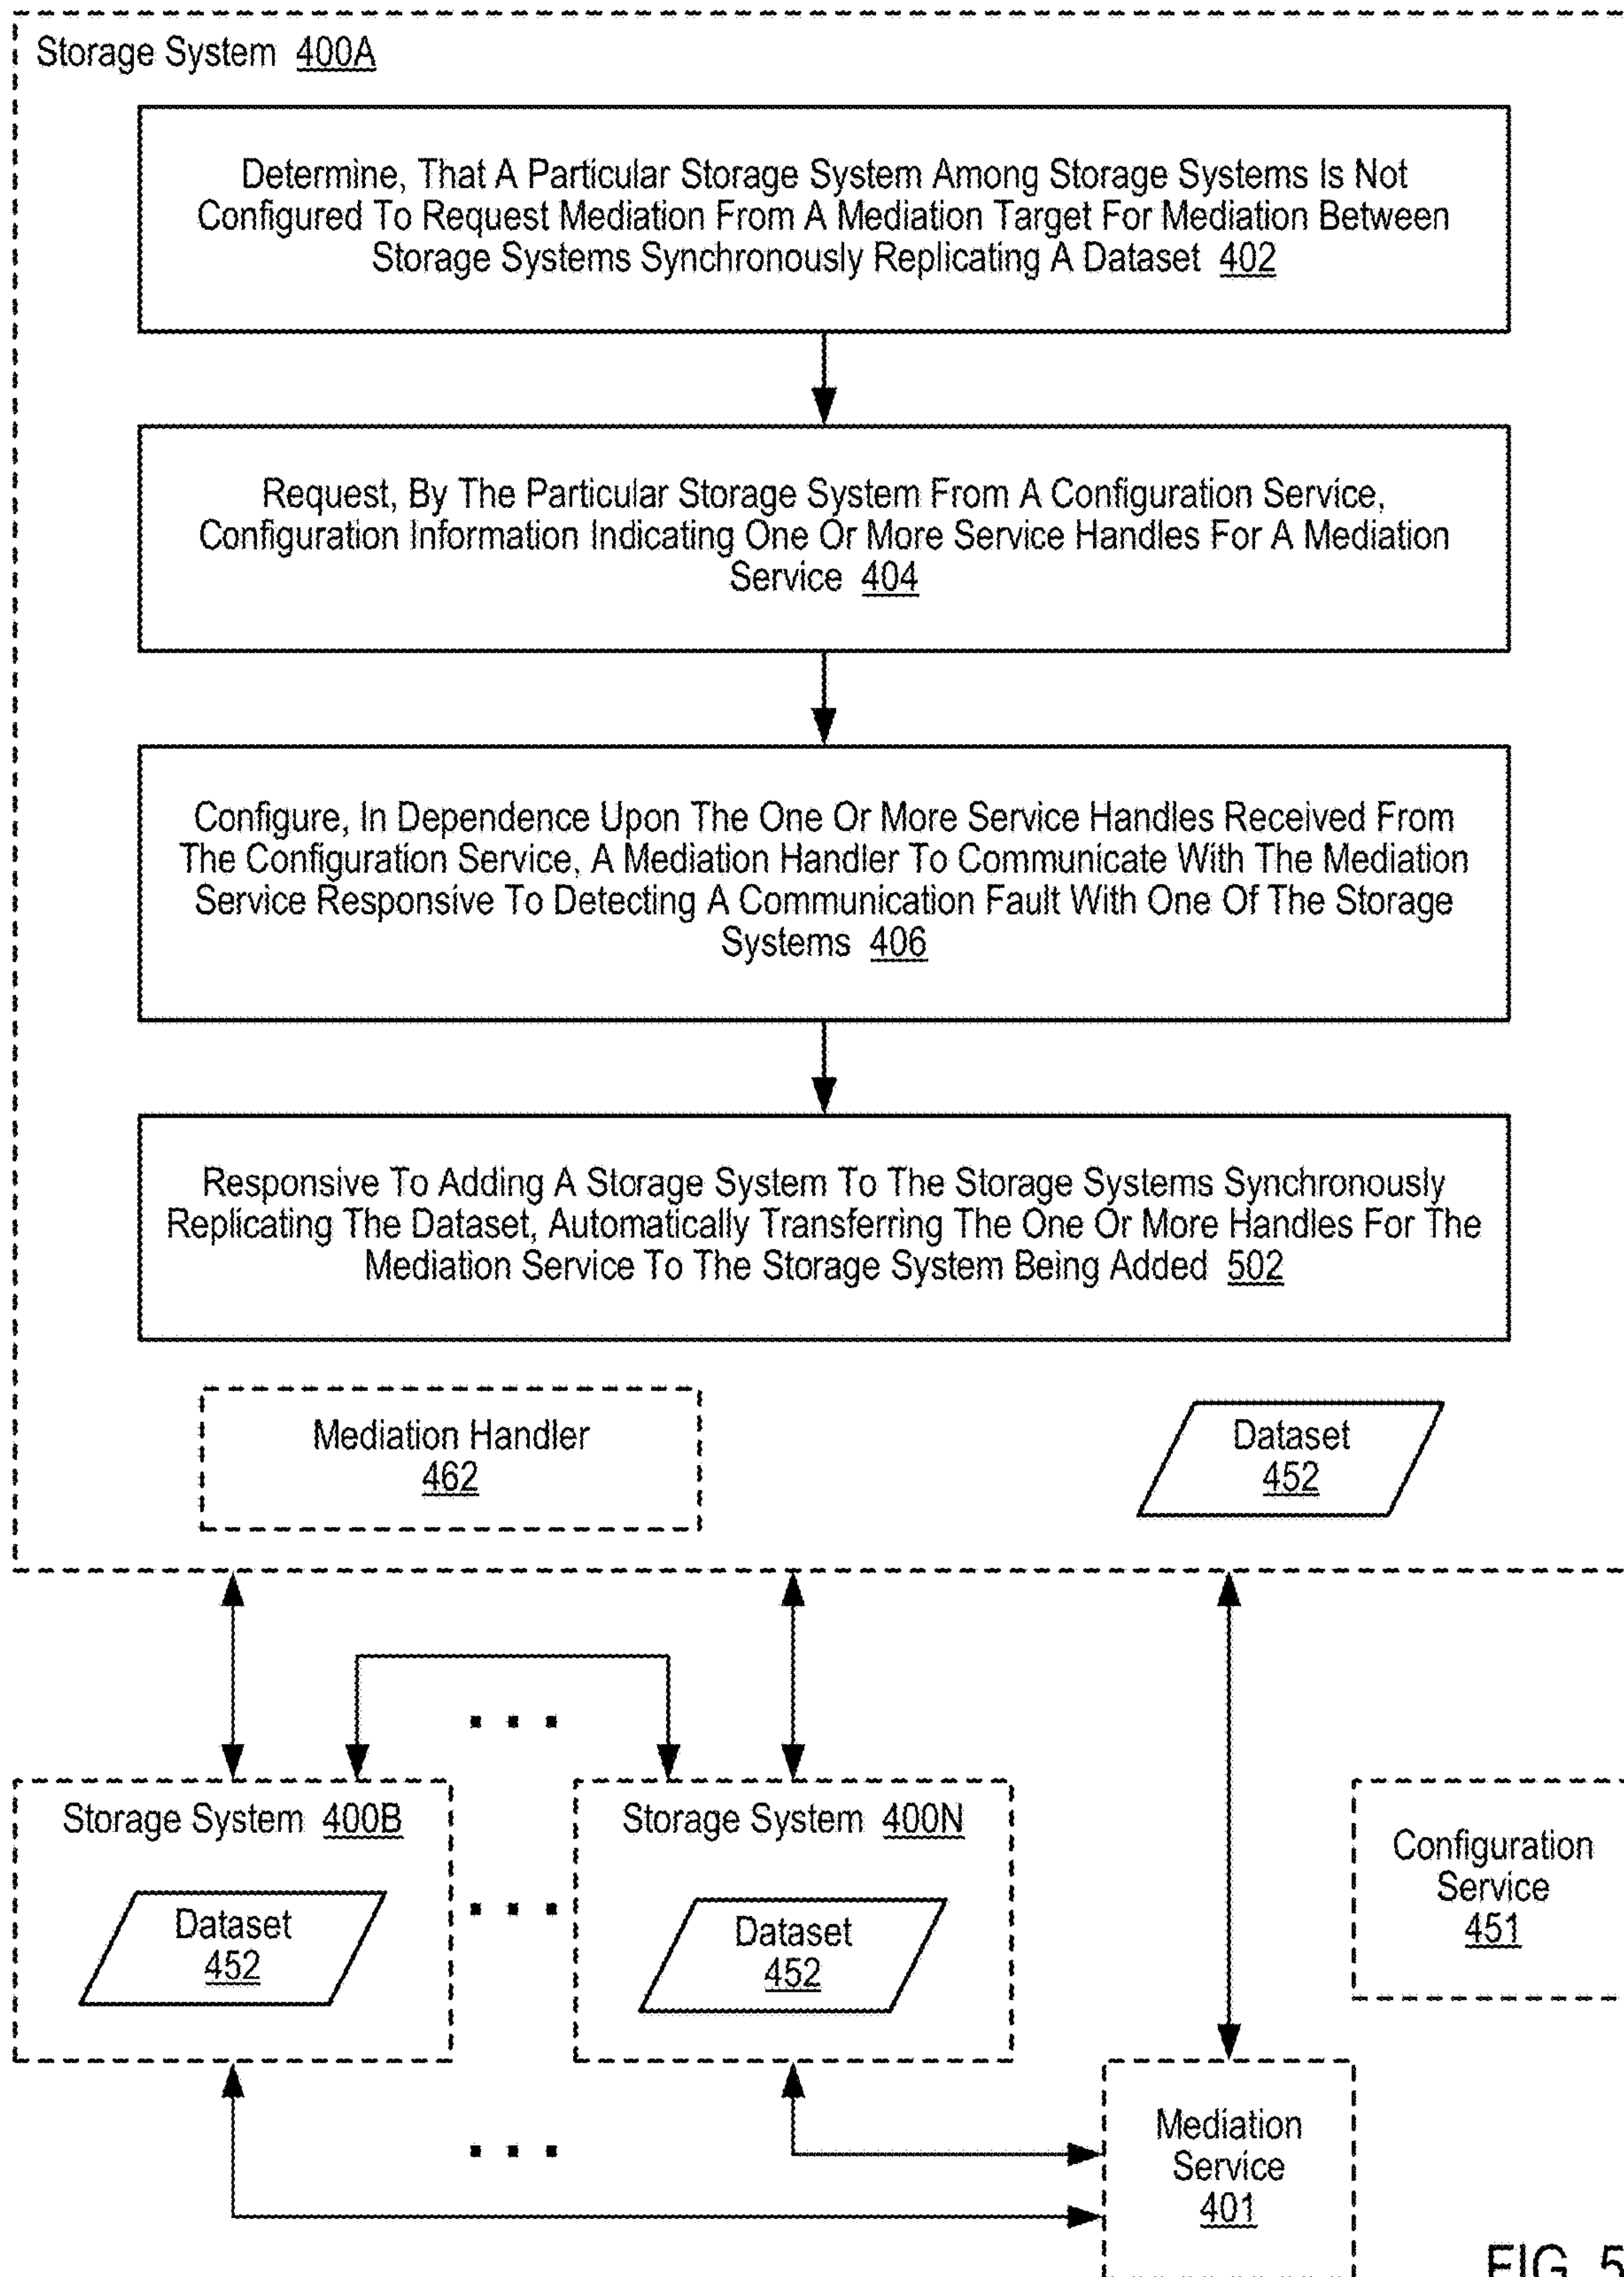 Storage System 400A
Determine, That A Particular Storage System Among Storage Systems Is Not
Configured To Request Mediation From A Mediation Target For Mediation Between
Storage Systems Synchronously Replicating A Dataset 402
Request, By The Particular Storage System From A Configuration Service,
Configuration Information Indicating One Or More Service Handles For A Mediation
Service 404
Configure, In Dependence Upon The One Or More Service Handles Received From
The Configuration Service, A Mediation Handler To Communicate With The Mediation
Service Responsive To Detecting A Communication Fault With One Of The Storage
Systems 406
Responsive To Adding A Storage System To The Storage Systems Synchronously
Replicating The Dataset, Automatically Transferring The One Or More Handles For The
Mediation Service To The Storage System Being Added 502
Mediation Handler
462
Dataset
452
Storage System 400B
Dataset
452
Storage System 400N
Dataset
452
Configuration
Service
451
Mediation
Service
401
FIG. 5